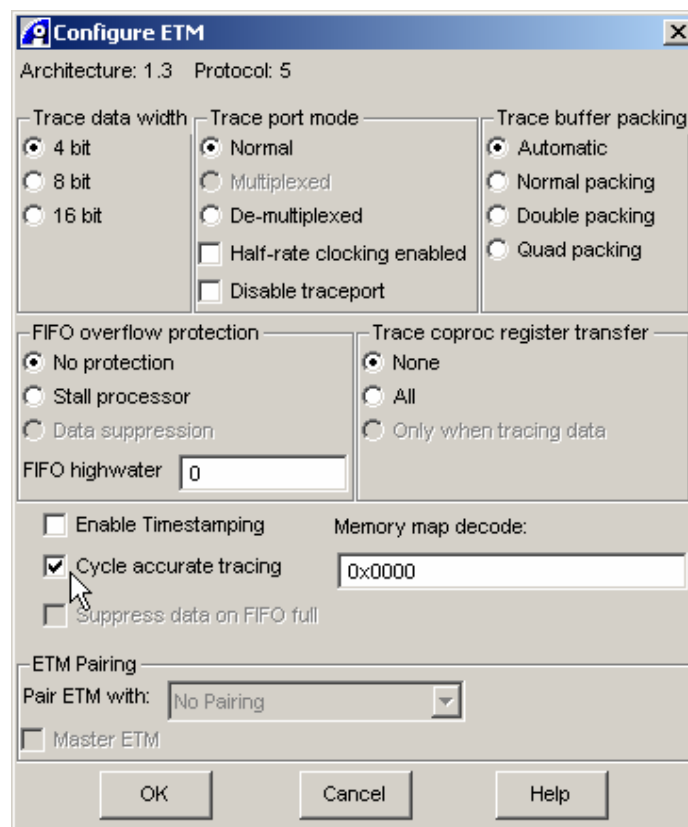 Configure ETM
Architecture: 1.3 Protocol: 5
Trace data width
4 bit
8 bit
16 bit
Trace port mode
Normal
Multiplexed
De-multiplexed
Half-rate clocking enabled
Disable traceport
Trace buffer packing
Automatic
Normal packing
Double packing
Quad packing
FIFO overflow protection
No protection
Stall processor
Data suppression
FIFO highwater 0
Trace coproc register transfer
None
All
Only when tracing data
Enable Timestamping
Cycle accurate tracing
Suppress data on FIFO full
Memory map decode:
0x0000
ETM Pairing
Pair ETM with: No Pairing
Master ETM
OK Cancel Help